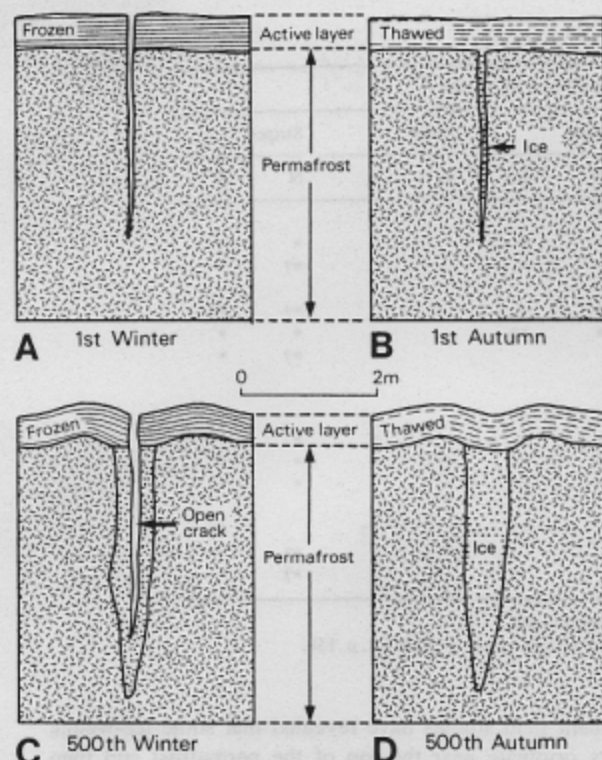 Frozen
Active layer
Thawed
Ice
Permafrost
A 1st Winter
B 1st Autumn
0 2m
Frozen
Active layer
Thawed
Open
crack
Ice
Permafrost
C 500th Winter
D 500th Autumn